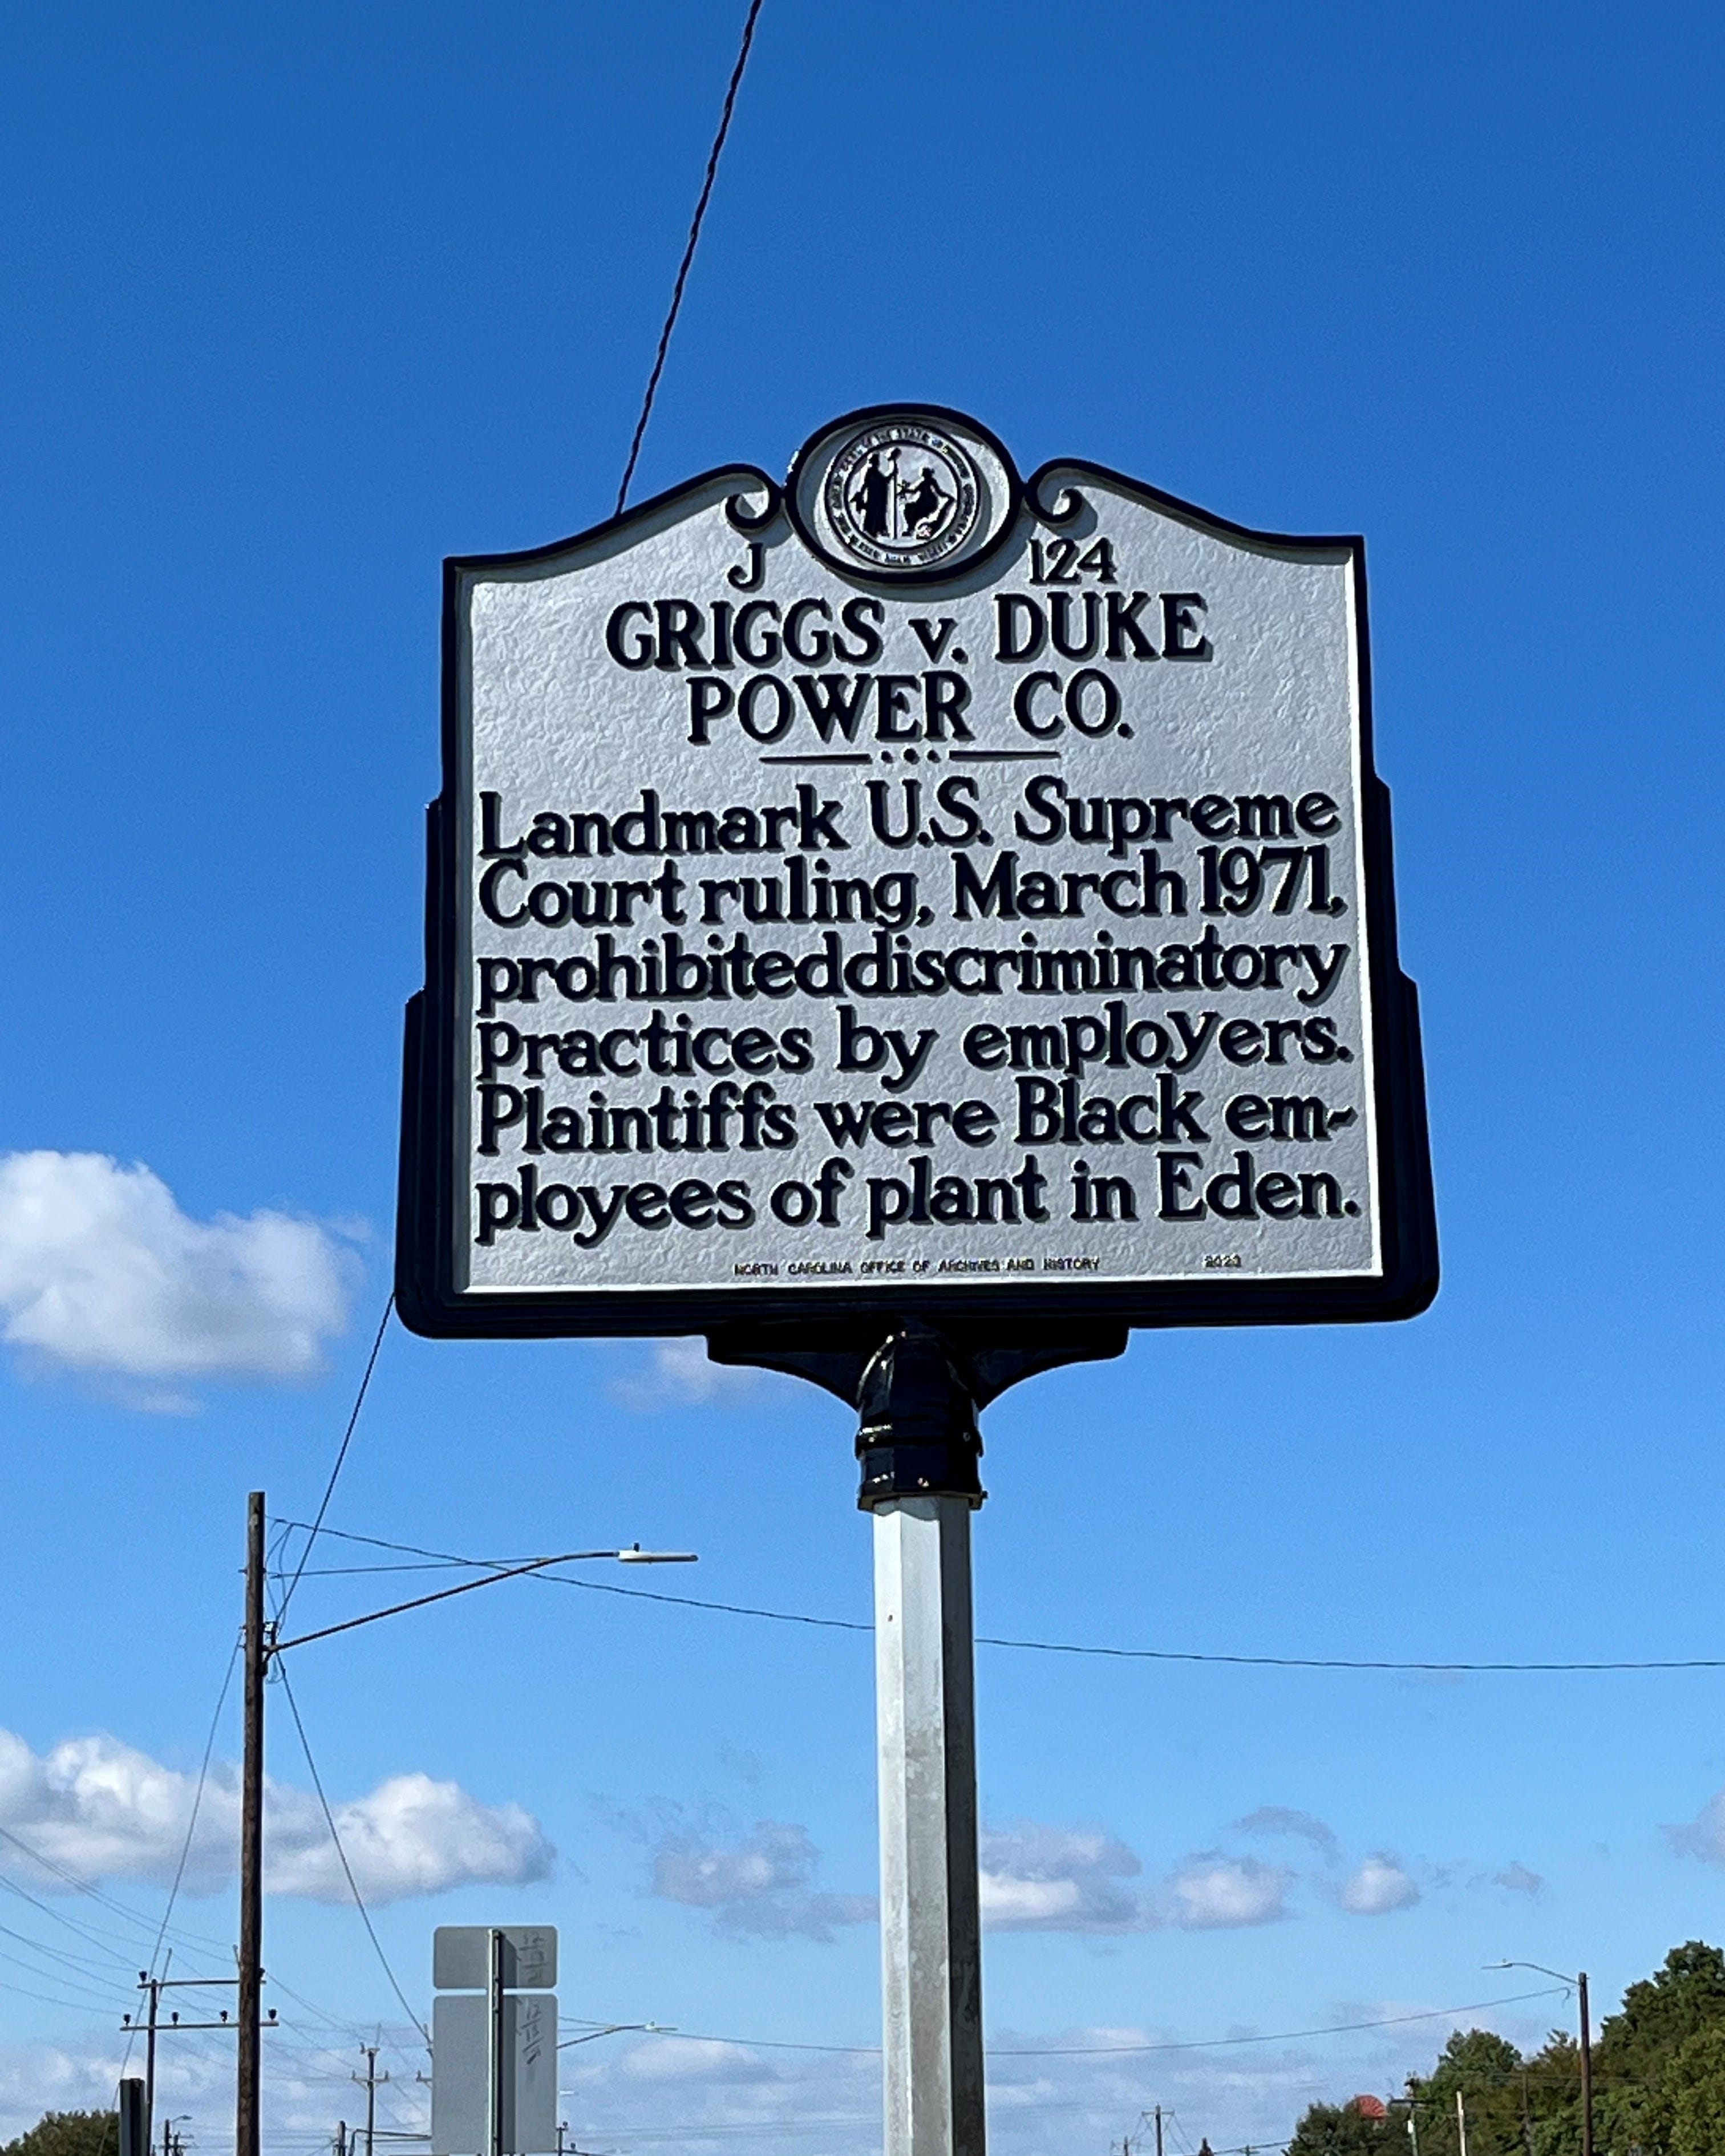 J 124
GRIGGS v. DUKE
POWER CO.
Landmark U.S. Supreme
Court ruling, March 1971,
prohibited discriminatory
practices by employers.
Plaintiffs were Black em-
ployees of plant in Eden.
NORTH CAROLINA OFFICE OF ARCHIVES AND HISTORY 2023